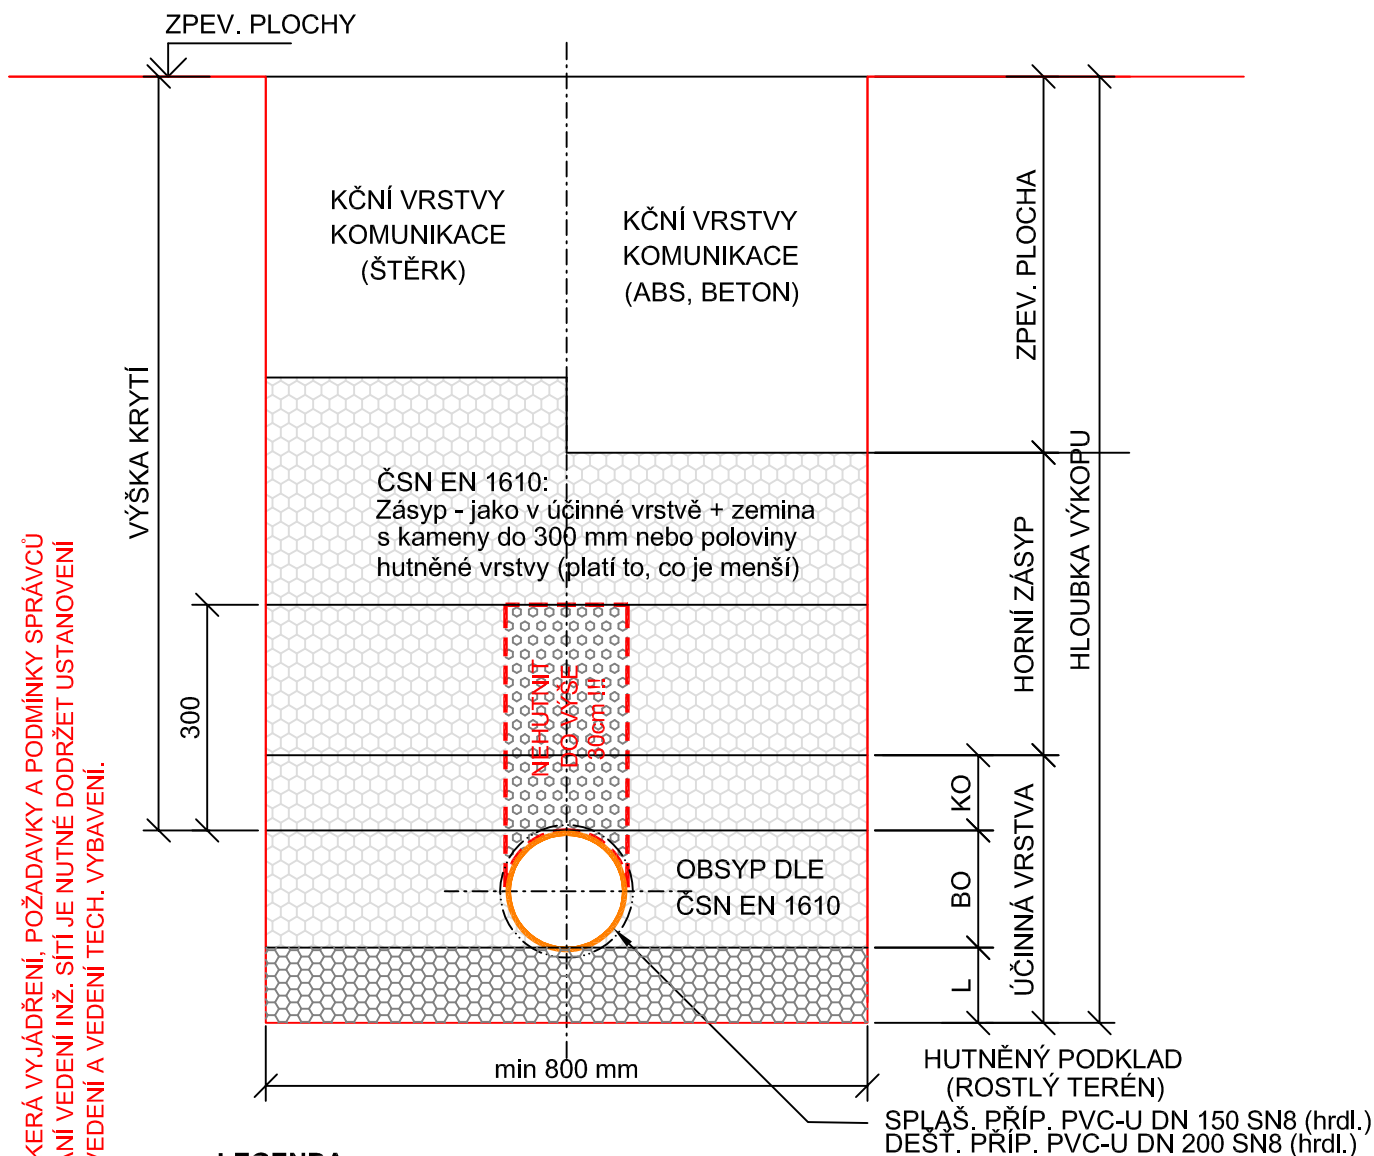 ZPEV. PLOCHY
KČNÍ VRSTVY
KOMUNIKACE
(ŠTĚRK)
KČNÍ VRSTVY
KOMUNIKACE
(ABS, BETON)
ZPEV. PLOCHA
VÝŠKA KRYTÍ
ČSN EN 1610:
Zásyp - jako v účinné vrstvě + zemina
s kameny do 300 mm nebo poloviny
hutněné vrstvy (platí to, co je menší)
HORNÍ ZÁSYP
HLOUBKA VÝKOPU
300
NEHUTNIT
DO VÝŠE
30cm !!!
KO
BO
L
ÚČINNÁ VRSTVA
OBSYP DLE
ČSN EN 1610
min 800 mm
HUTNĚNÝ PODKLAD
(ROSTLÝ TERÉN)
SPLAŠ. PŘÍP. PVC-U DN 150 SN8 (hrdl.)
DEŠŤ. PŘÍP. PVC-U DN 200 SN8 (hrdl.)
KERÁ VYJÁDŘENÍ, POŽADAVKY A PODMÍNKY SPRÁVCŮ
ANÍ VEDENÍ INŽ. SÍTÍ JE NUTNÉ DODRŽET USTANOVENÍ
VEDENÍ A VEDENÍ TECH. VYBAVENÍ.
LEGENDA